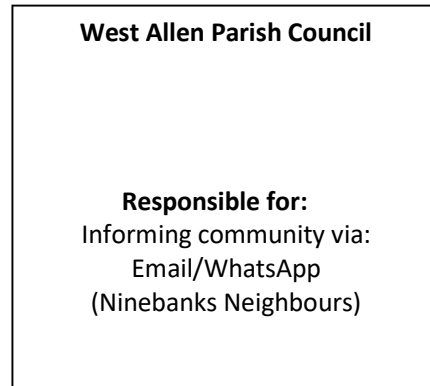 West Allen Parish Council
Responsible for:
Informing community via:
Email/WhatsApp
(Ninebanks Neighbours)